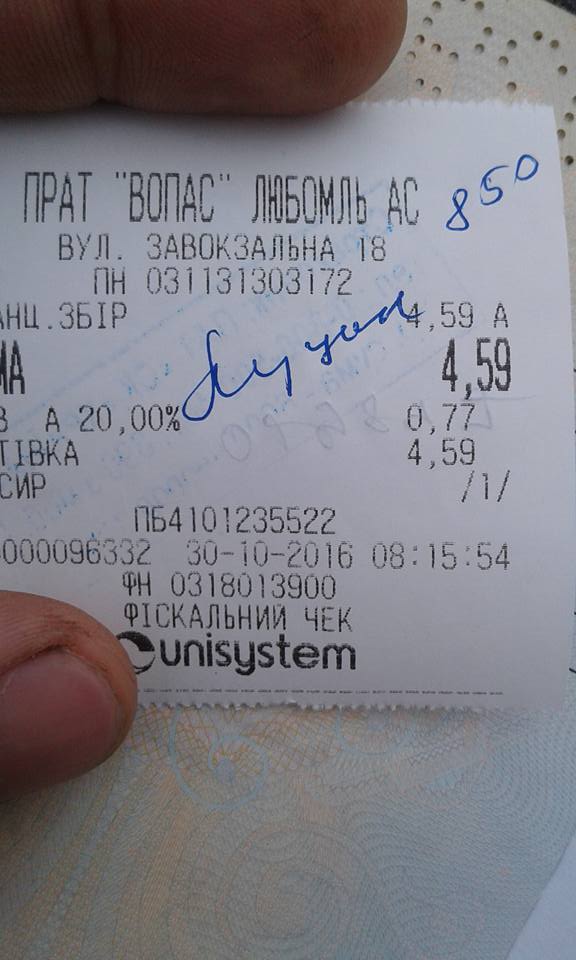 ПРАТ "ВОПАС" ЛЮБОМЛЬ АС 850
ВУЛ. ЗАВОКЗАЛЬНА 18
ПН 031131303172
АНЦ.ЗБІР 4,59 А
МА 4,59
В А 20,00% 0,77
ТІВКА 4,59
СИР /1/
ПБ4101235522
000096332 30-10-2016 08:15:54
ФН 0318013900
ФІСКАЛЬНИЙ ЧЕК
unisystem